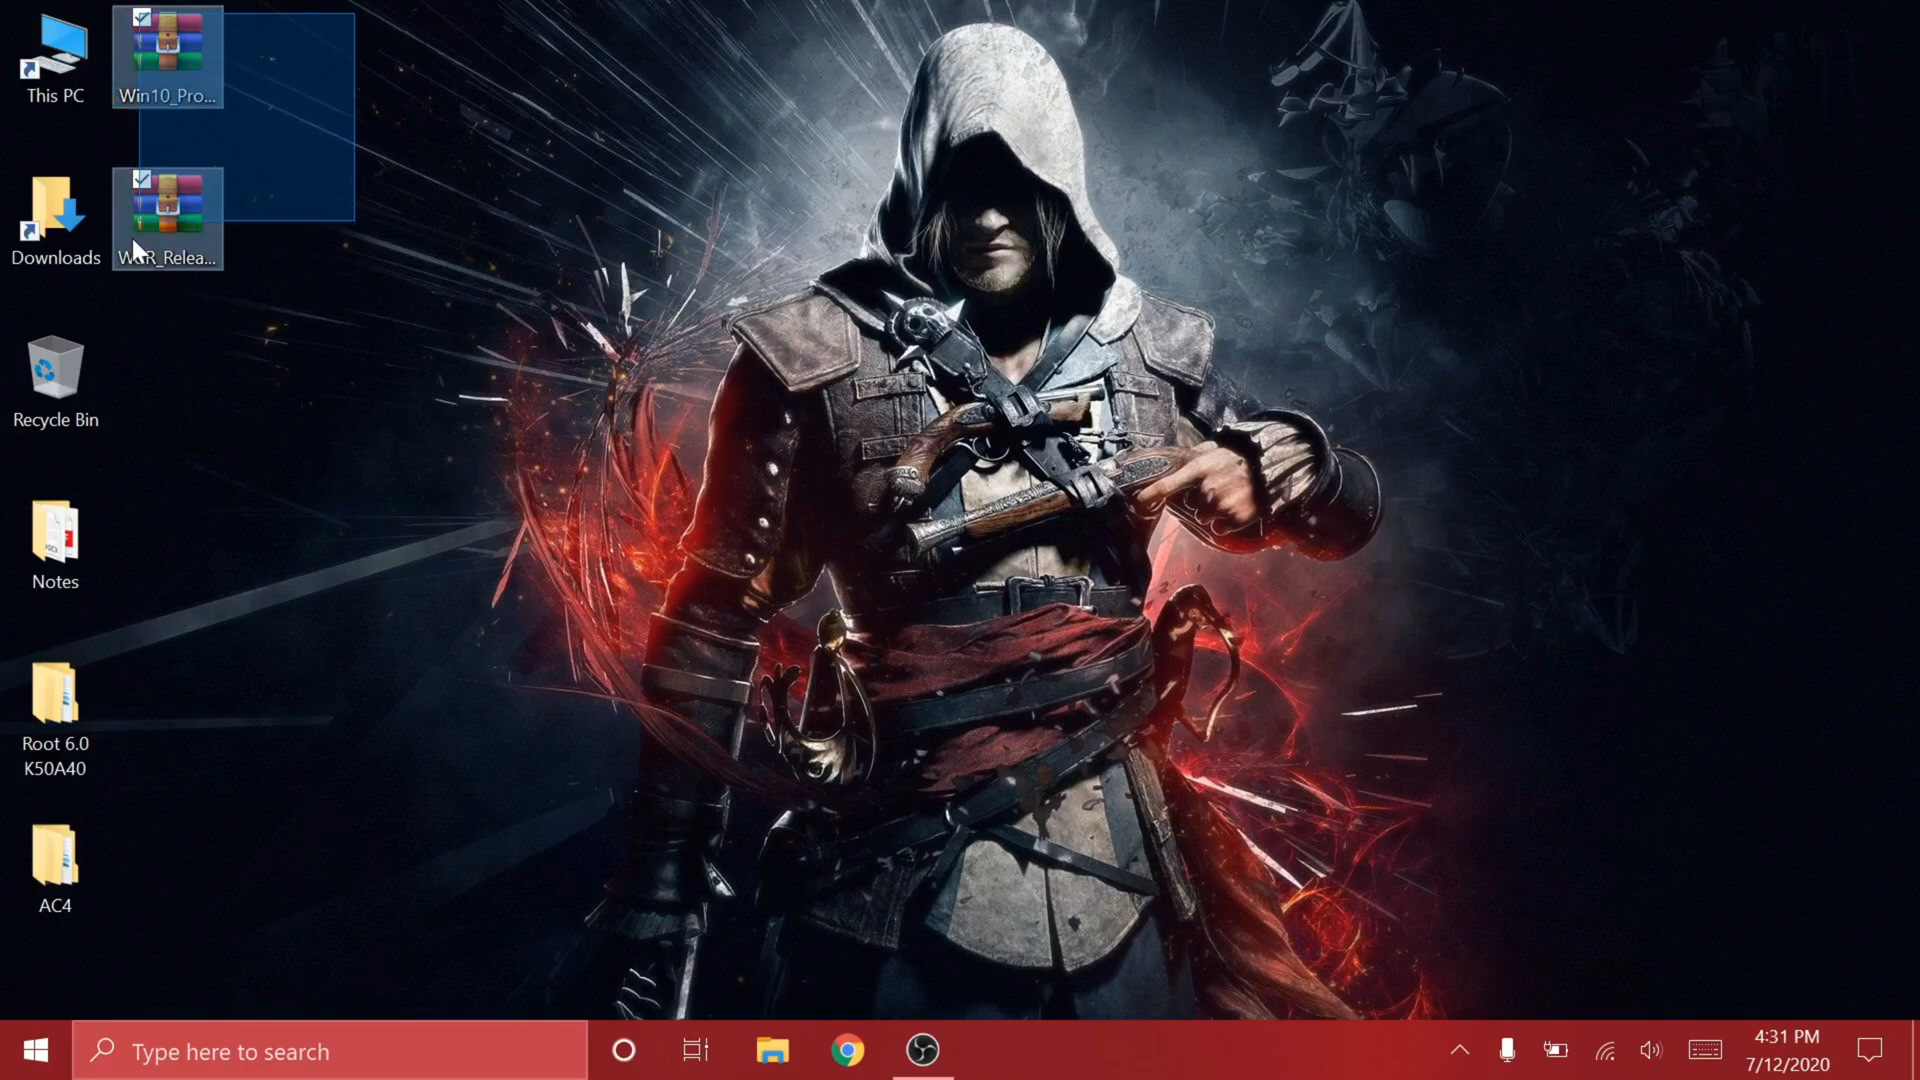 This PC
Win10_Pro...
Downloads
Recycle Bin
Notes
Root 6.0
K50A40
AC4
Type here to search
4:31 PM
7/12/2020